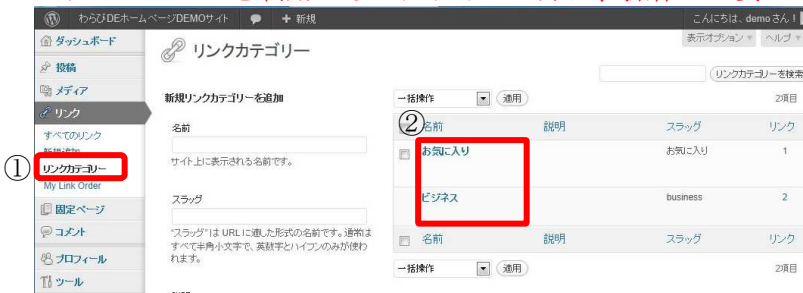 わらびDEホームページDEMOサイト
+ 新規
こんにちは、demoさん!
ダッシュボード
リンクカテゴリー
表示オプション ヘルプ
投稿
リンクカテゴリーを検索
メディア
新規リンクカテゴリーを追加
一括操作 適用
2項目
リンク
名前
② 名前 説明 スラッグ リンク
すべてのリンク
お気に入り お気に入り 1
新規追加
サイト上に表示される名前です。
① リンクカテゴリー
My Link Order
スラッグ
ビジネス business 2
固定ページ
コメント
"スラッグ" は URL に適した形式の名前です。通常は
すべて半角小文字で、英数字とハイフンのみが使わ
れます。
名前 説明 スラッグ リンク
プロフィール
一括操作 適用
2項目
ツール